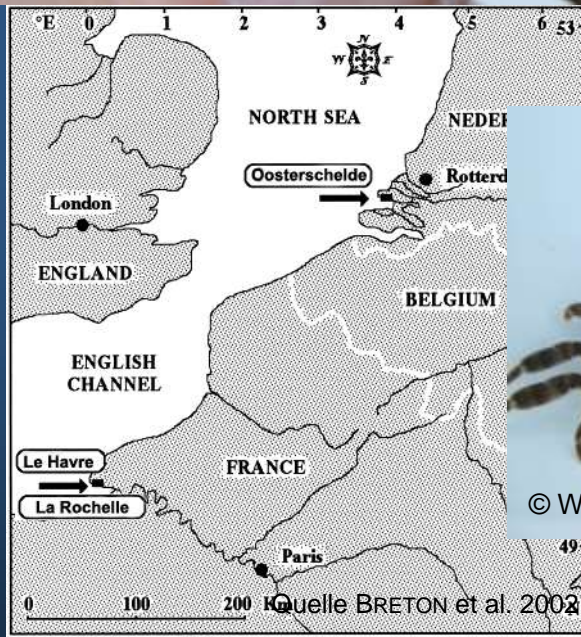 °E 0 1 2 3 4 5 6 53
N
W E
S
NORTH SEA
NEDER
Oosterschelde
Rotterd
London
ENGLAND
BELGIUM
ENGLISH
CHANNEL
Le Havre
FRANCE
La Rochelle
© W
49
Paris
0 100 200
Quelle BRETON et al. 2002